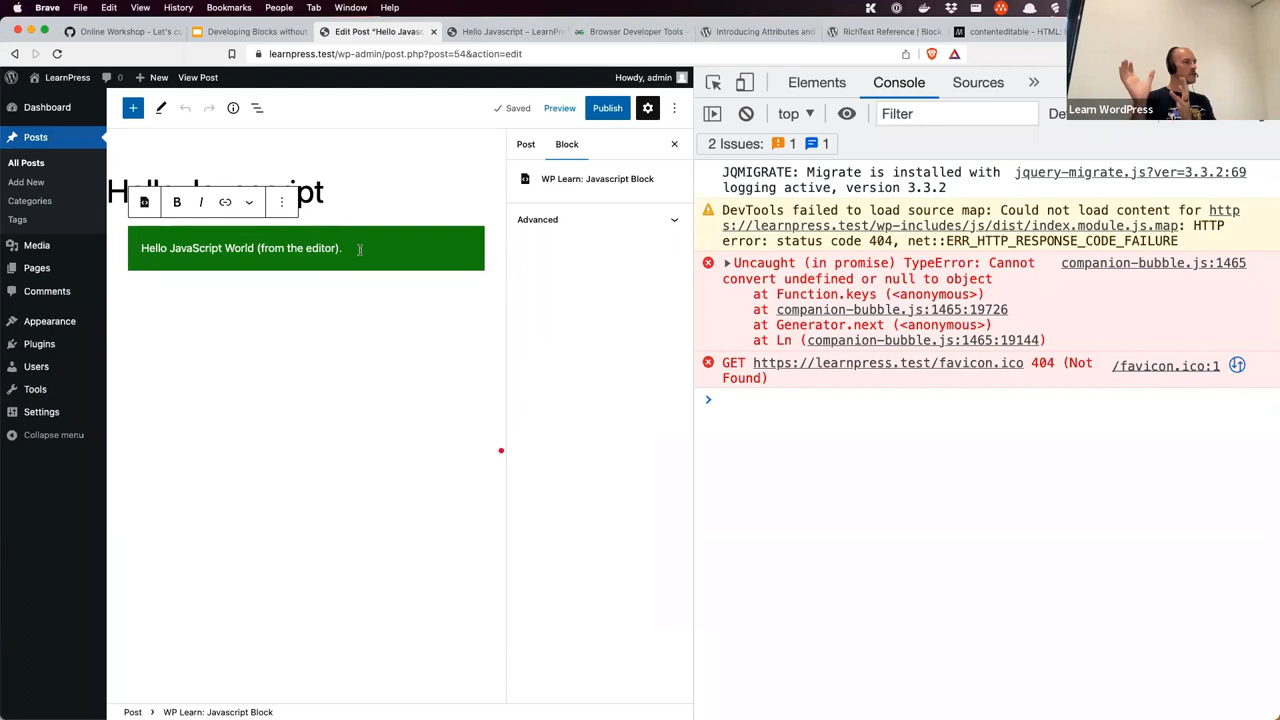 Brave File Edit View History Bookmarks People Tab Window Help
Online Workshop - Let's co
Developing Blocks withou
Edit Post "Hello Javasc
Hello Javascript – LearnPr
Browser Developer Tools -
Introducing Attributes and
RichText Reference | Block
contenteditable - HTML:
learnpress.test/wp-admin/post.php?post=54&action=edit
LearnPress 0 + New View Post Howdy, admin
Dashboard
Posts
All Posts
Add New
Categories
Tags
Media
Pages
Comments
Appearance
Plugins
Users
Tools
Settings
Collapse menu
Saved Preview Publish
B I
Hello JavaScript World (from the editor).
Post Block
WP Learn: Javascript Block
Advanced
Post › WP Learn: Javascript Block
Elements Console Sources »
top ▼ Filter
2 Issues: 1 1
JQMIGRATE: Migrate is installed with jquery-migrate.js?ver=3.3.2:69
logging active, version 3.3.2
DevTools failed to load source map: Could not load content for http
s://learnpress.test/wp-includes/js/dist/index.module.js.map: HTTP
error: status code 404, net::ERR_HTTP_RESPONSE_CODE_FAILURE
Uncaught (in promise) TypeError: Cannot companion-bubble.js:1465
convert undefined or null to object
at Function.keys (<anonymous>)
at companion-bubble.js:1465:19726
at Generator.next (<anonymous>)
at Ln (companion-bubble.js:1465:19144)
GET https://learnpress.test/favicon.ico 404 (Not /favicon.ico:1
Found)
Learn WordPress